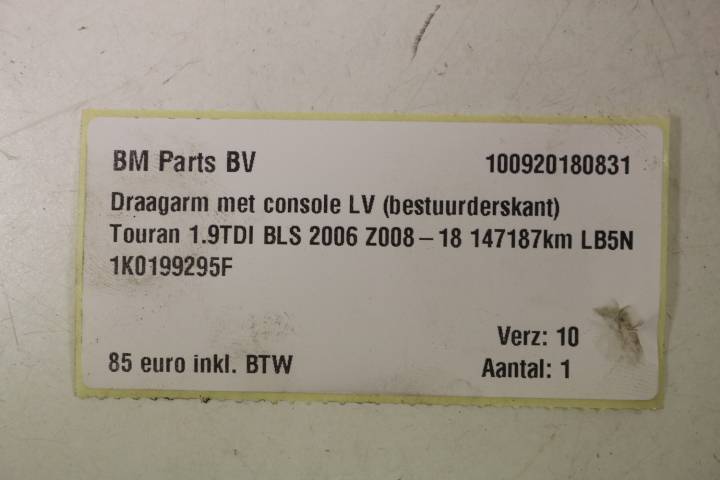 BM Parts BV 100920180831
Draagarm met console LV (bestuurderskant)
Touran 1.9TDI BLS 2006 Z008 – 18 147187km LB5N
1K0199295F
Verz: 10
85 euro inkl. BTW Aantal: 1